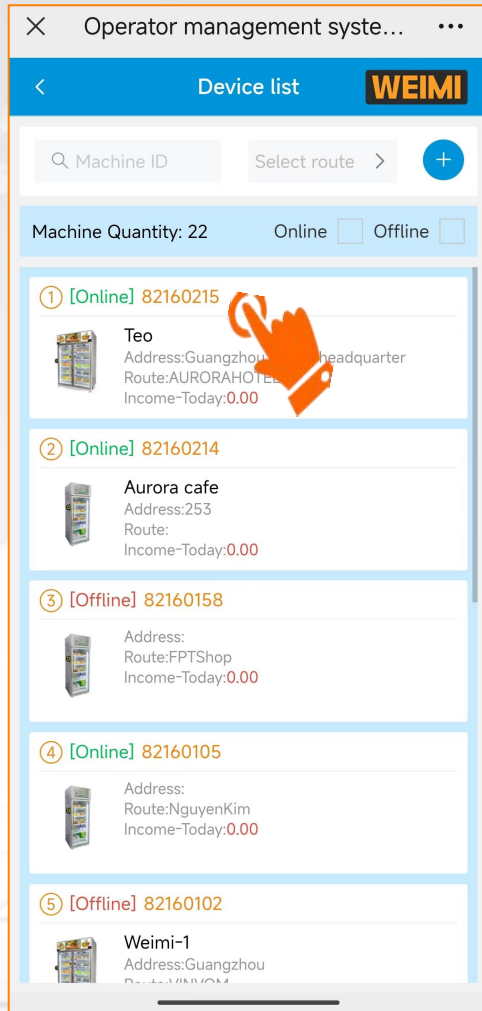 Operator management syste...
Device list
WEIMI
Machine ID
Select route
Machine Quantity: 22 Online Offline
1 [Online] 82160215
Teo
Address:Guangzhou headquarter
Route:AURORAHOTEL
Income-Today:0.00
2 [Online] 82160214
Aurora cafe
Address:253
Route:
Income-Today:0.00
3 [Offline] 82160158
Address:
Route:FPTShop
Income-Today:0.00
4 [Online] 82160105
Address:
Route:NguyenKim
Income-Today:0.00
5 [Offline] 82160102
Weimi-1
Address:Guangzhou